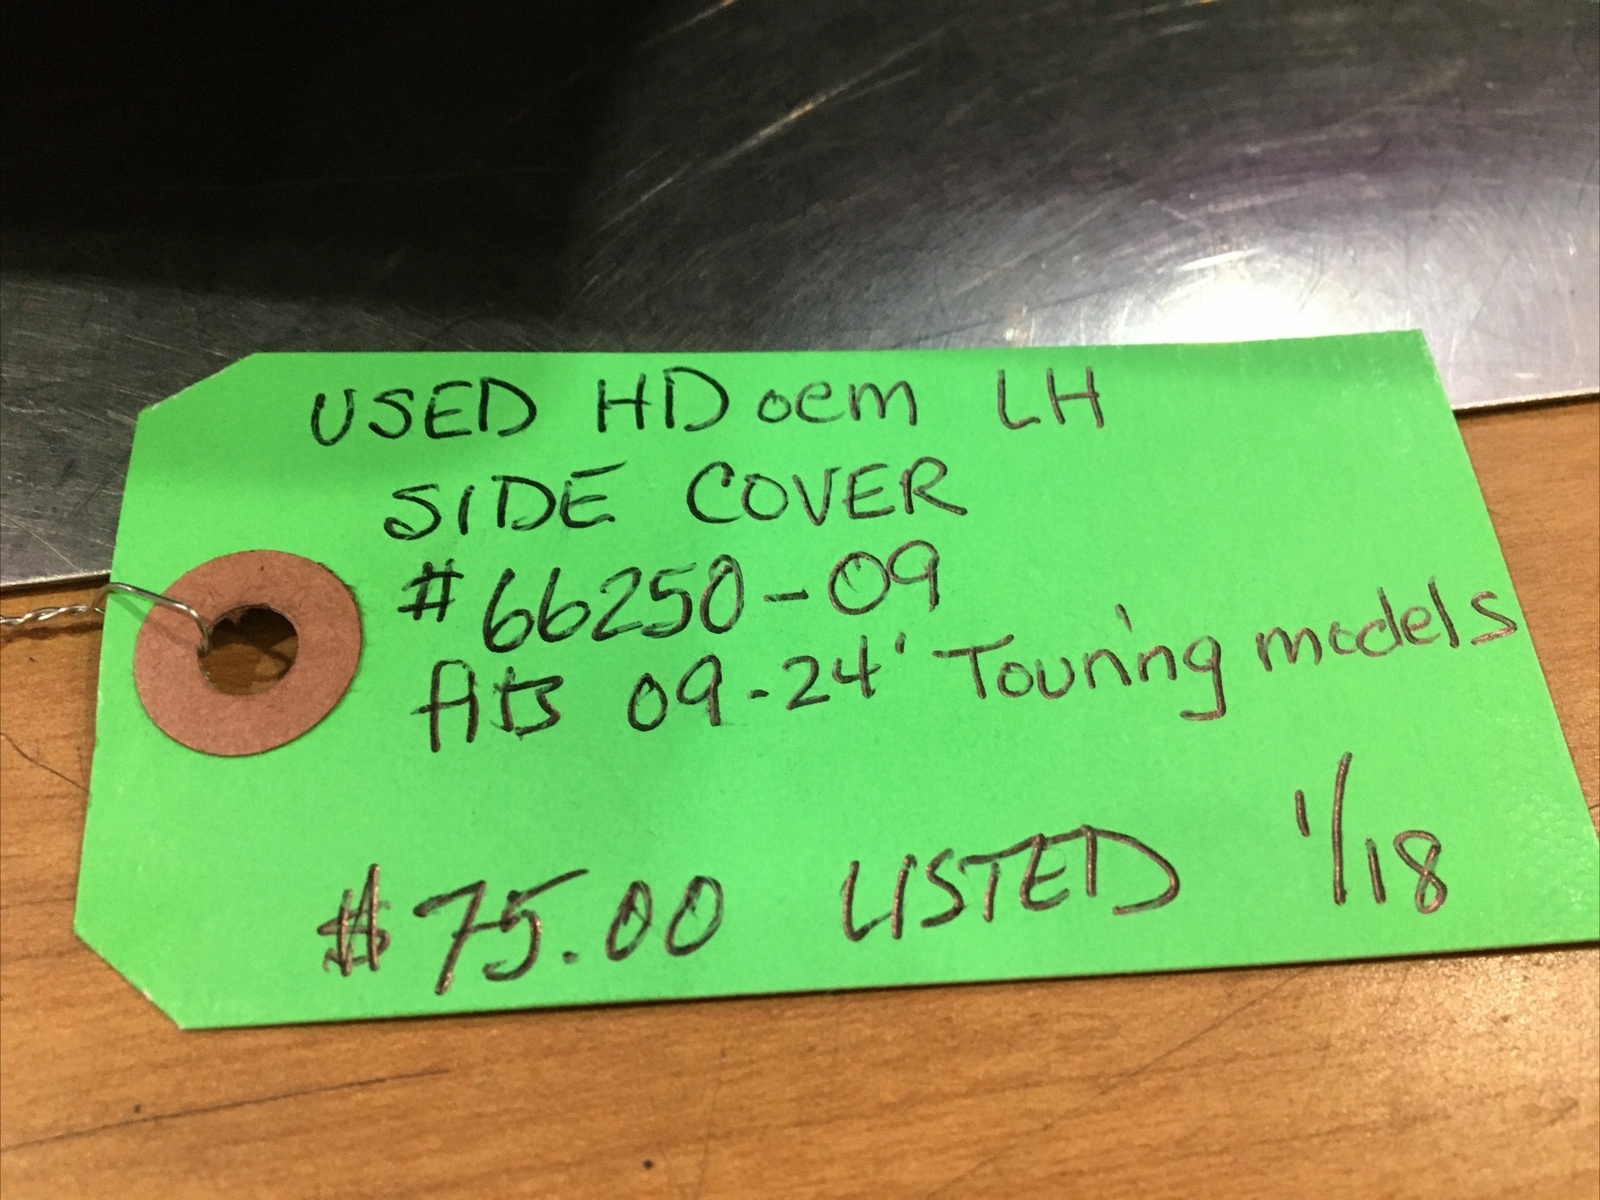 USED HD oem LH
SIDE COVER
#66250-09
fits 09-24' Touring models
$75.00 LISTED 1/18